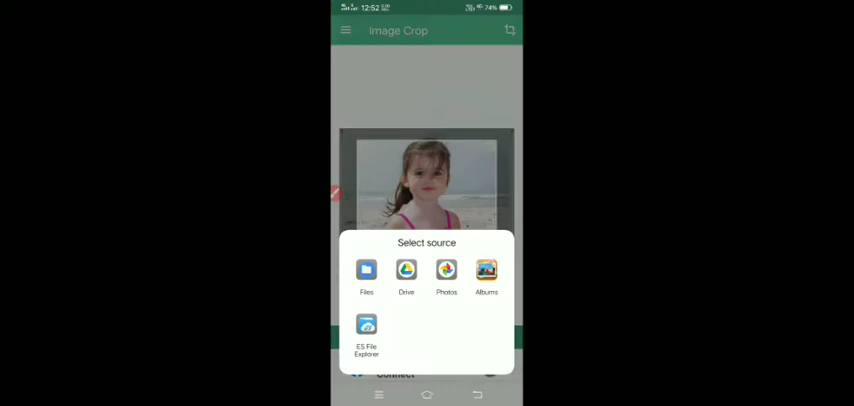 12:52
74%
Image Crop
Select source
Files
Drive
Photos
Albums
ES File
Explorer
Connect